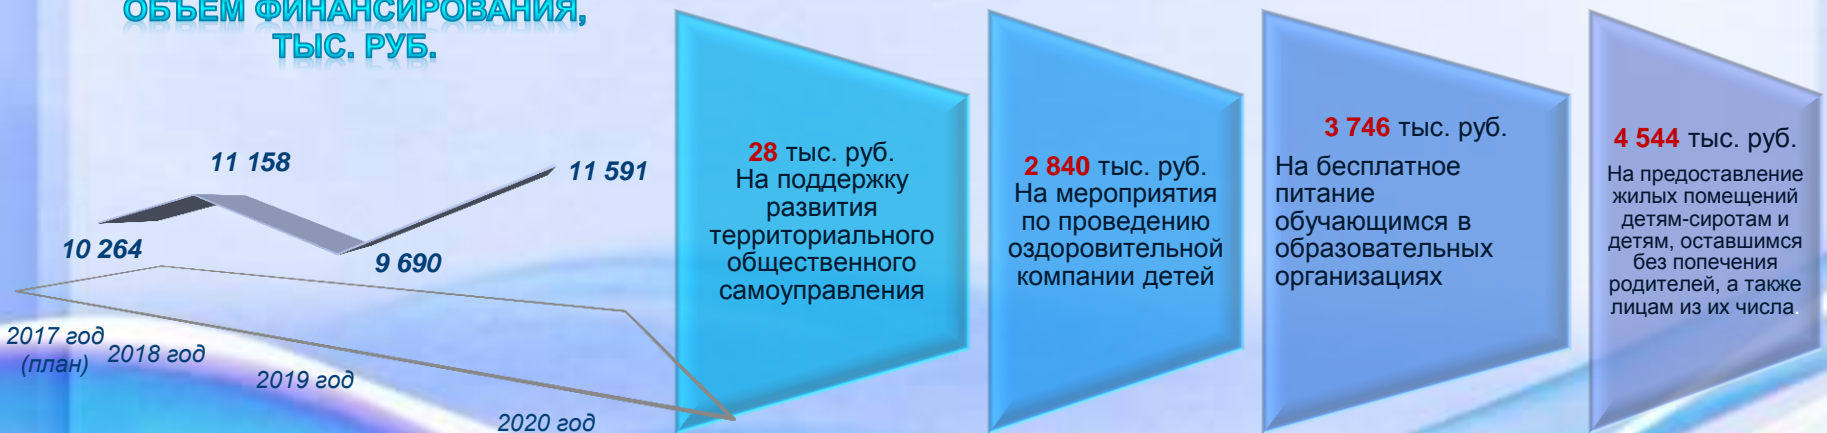 ОБЪЕМ ФИНАНСИРОВАНИЯ,
ТЫС. РУБ.
11 158
11 591
10 264
9 690
2017 год
(план)
2018 год
2019 год
2020 год
28 тыс. руб.
На поддержку
развития
территориального
общественного
самоуправления
2 840 тыс. руб.
На мероприятия
по проведению
оздоровительной
компании детей
3 746 тыс. руб.
На бесплатное
питание
обучающимся в
образовательных
организациях
4 544 тыс. руб.
На предоставление
жилых помещений
детям-сиротам и
детям, оставшимся
без попечения
родителей, а также
лицам из их числа.